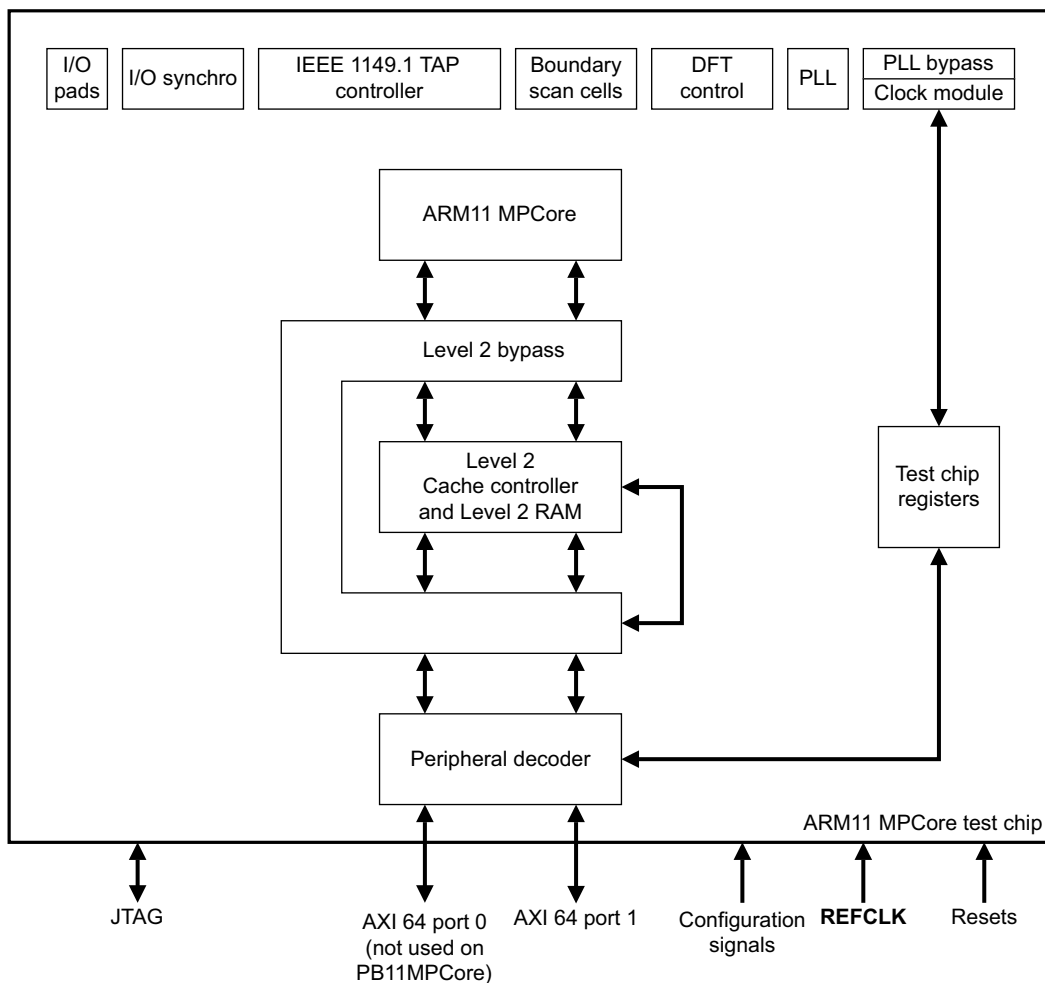 I/O
pads
I/O synchro
IEEE 1149.1 TAP
controller
Boundary
scan cells
DFT
control
PLL
PLL bypass
Clock module
ARM11 MPCore
Level 2 bypass
Level 2
Cache controller
and Level 2 RAM
Test chip
registers
Peripheral decoder
ARM11 MPCore test chip
JTAG
AXI 64 port 0
(not used on
PB11MPCore)
AXI 64 port 1
Configuration
signals
REFCLK
Resets